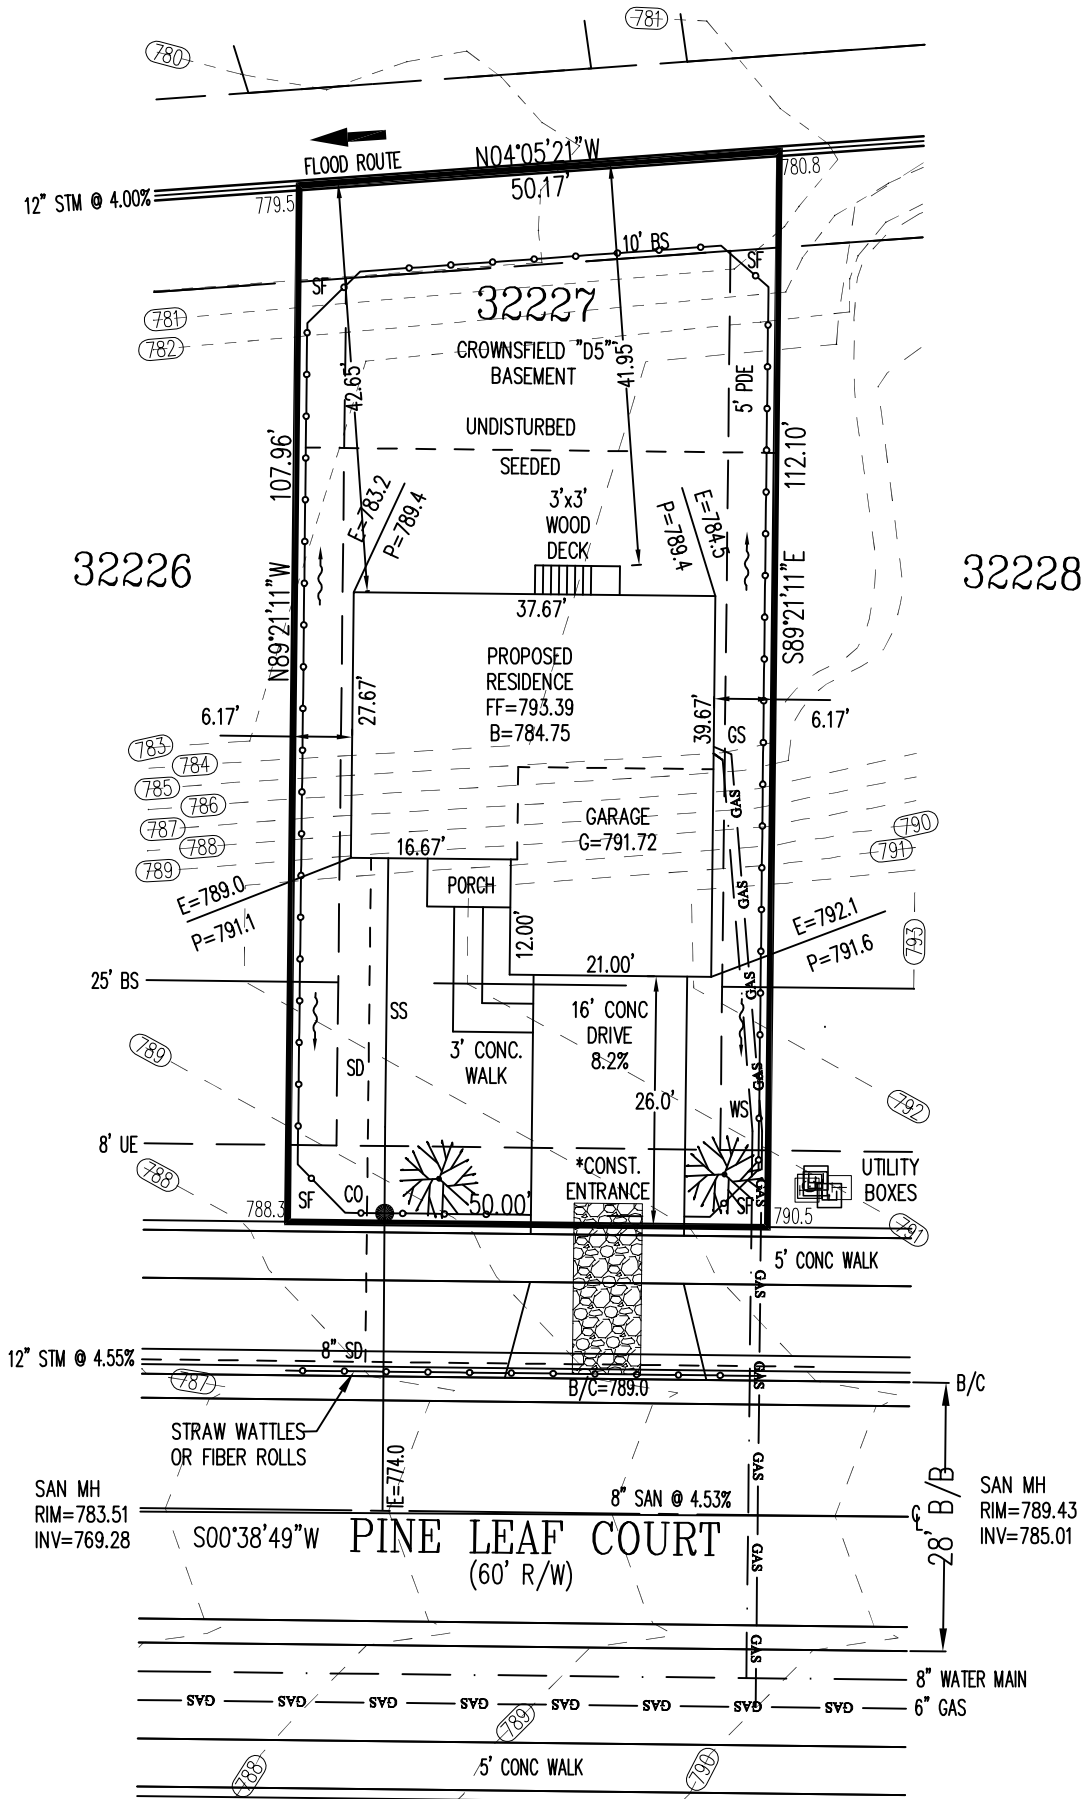 781
780
FLOOD ROUTE
N04°05'21"W
50.17'
780.8
12" STM @ 4.00%
779.5
10' BS
SF
SF
32227
781
782
CROWNSFIELD "D5"
BASEMENT
42.65'
41.95'
5' PDE
UNDISTURBED
SEEDED
107.96'
112.10'
3'x3'
WOOD
DECK
E=783.2
P=789.4
E=784.5
P=789.4
32226
32228
N89°21'11"W
S89°21'11"E
37.67'
PROPOSED
RESIDENCE
FF=793.39
B=784.75
27.67'
39.67'
6.17'
6.17'
GS
783
784
785
786
787
788
789
GAS
GARAGE
G=791.72
790
791
16.67'
PORCH
E=789.0
P=791.1
GAS
E=792.1
P=791.6
793
12.00'
21.00'
25' BS
GAS
SS
16' CONC
DRIVE
8.2%
3' CONC.
WALK
789
SD
GAS
26.0'
WS
792
8' UE
788
*CONST.
ENTRANCE
UTILITY
BOXES
SF
CO
50.00'
GAS
SF
788.3
790.5
791
5' CONC WALK
GAS
12" STM @ 4.55%
8" SD
GAS
787
B/C=789.0
B/C
STRAW WATTLES
OR FIBER ROLLS
IE=774.0
GAS
28' B/B
SAN MH
RIM=783.51
INV=769.28
8" SAN @ 4.53%
SAN MH
RIM=789.43
INV=785.01
℄
S00°38'49"W
PINE LEAF COURT
(60' R/W)
GAS
GAS
8" WATER MAIN
GAS GAS GAS GAS GAS GAS GAS GAS
6" GAS
789
788
5' CONC WALK
790